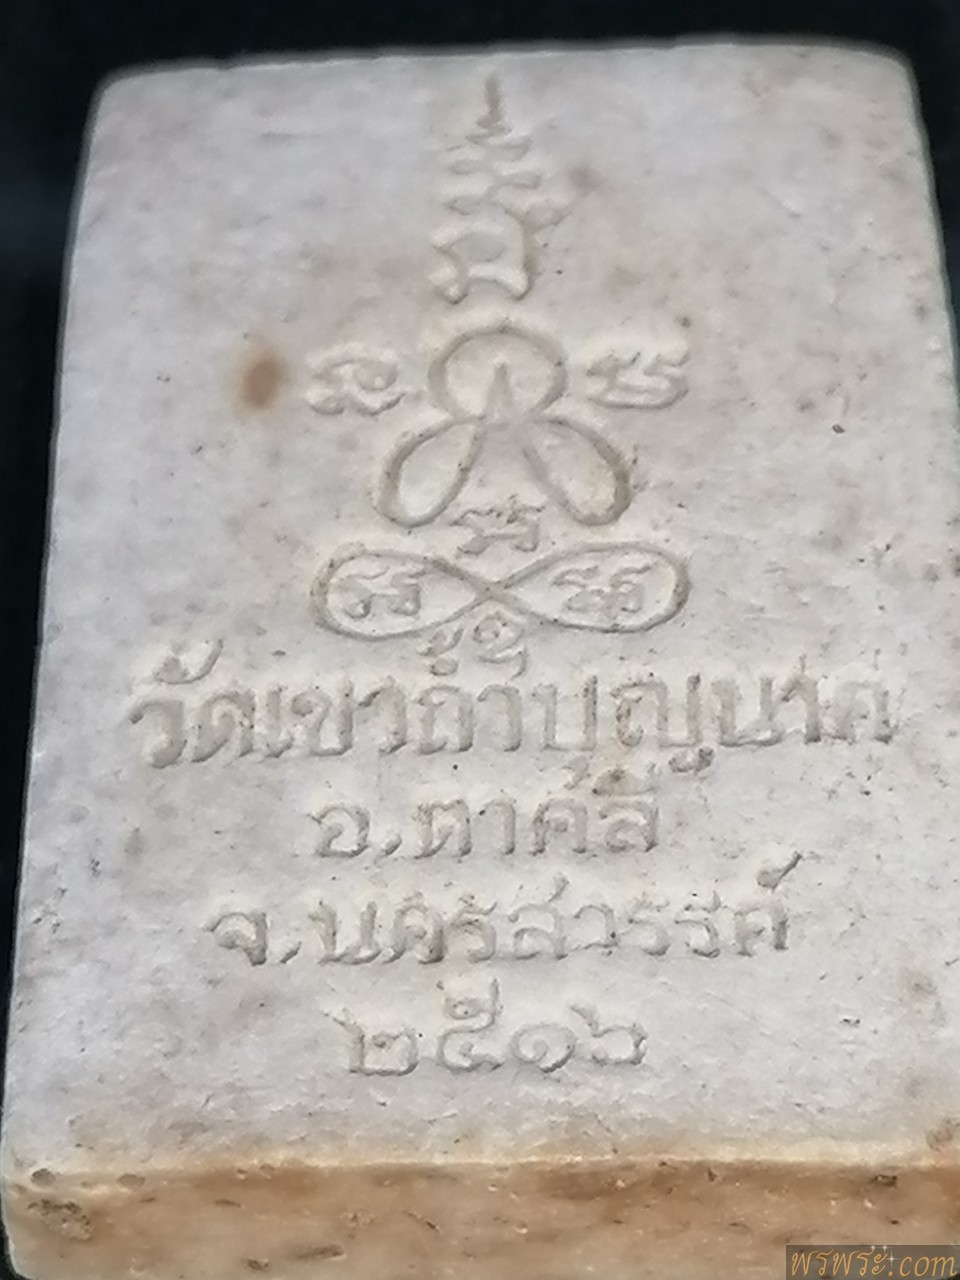 วัดเขาถ้ำบุญนาค
อ.ตาคลี
จ.นครสวรรค์
๒๕๑๖
พรพระ.com